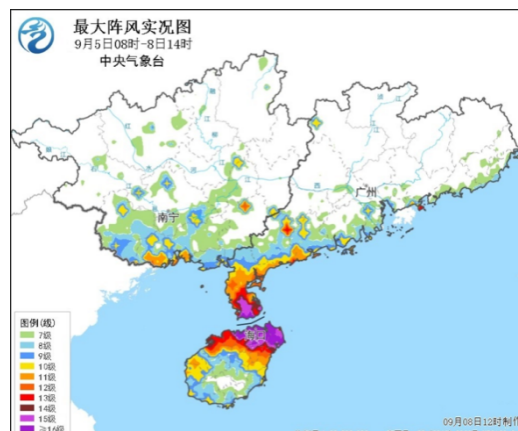 最大阵风实况图
9月5日08时-8日14时
中央气象台
广州
南宁
图例(级)
7级
8级
9级
10级
11级
12级
13级
14级
15级
≥16级
09月08日12时制作